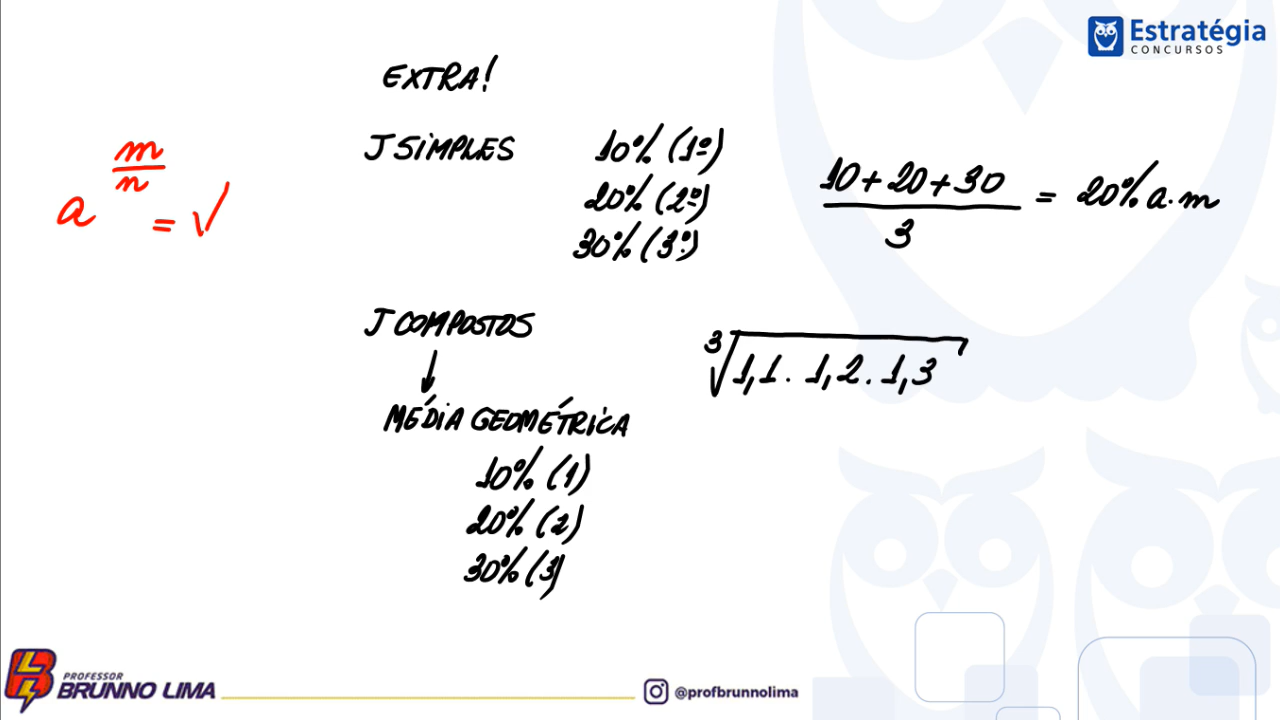 Estratégia
CONCURSOS
EXTRA!
J SIMPLES 10% (1º)
20% (2º)
30% (3º)
10+20+30 / 3 = 20% a.m
a^(m/n) = √
J COMPOSTOS
³√1,1 . 1,2 . 1,3
MÉDIA GEOMÉTRICA
10% (1)
20% (2)
30% (3)
PROFESSOR
BRUNNO LIMA
@profbrunnolima